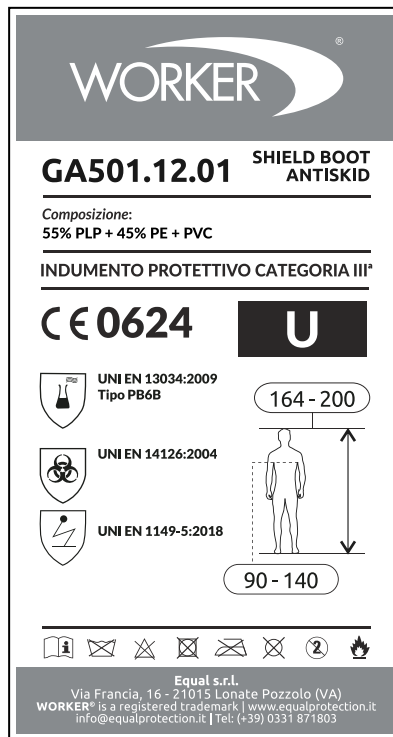 WORKER ®
GA501.12.01
SHIELD BOOT
ANTISKID
Composizione:
55% PLP + 45% PE + PVC
INDUMENTO PROTETTIVO CATEGORIA IIIª
CE 0624
U
UNI EN 13034:2009
Tipo PB6B
164 - 200
UNI EN 14126:2004
UNI EN 1149-5:2018
90 - 140
i
2
Equal s.r.l.
Via Francia, 16 - 21015 Lonate Pozzolo (VA)
WORKER® is a registered trademark | www.equalprotection.it
info@equalprotection.it | Tel: (+39) 0331 871803